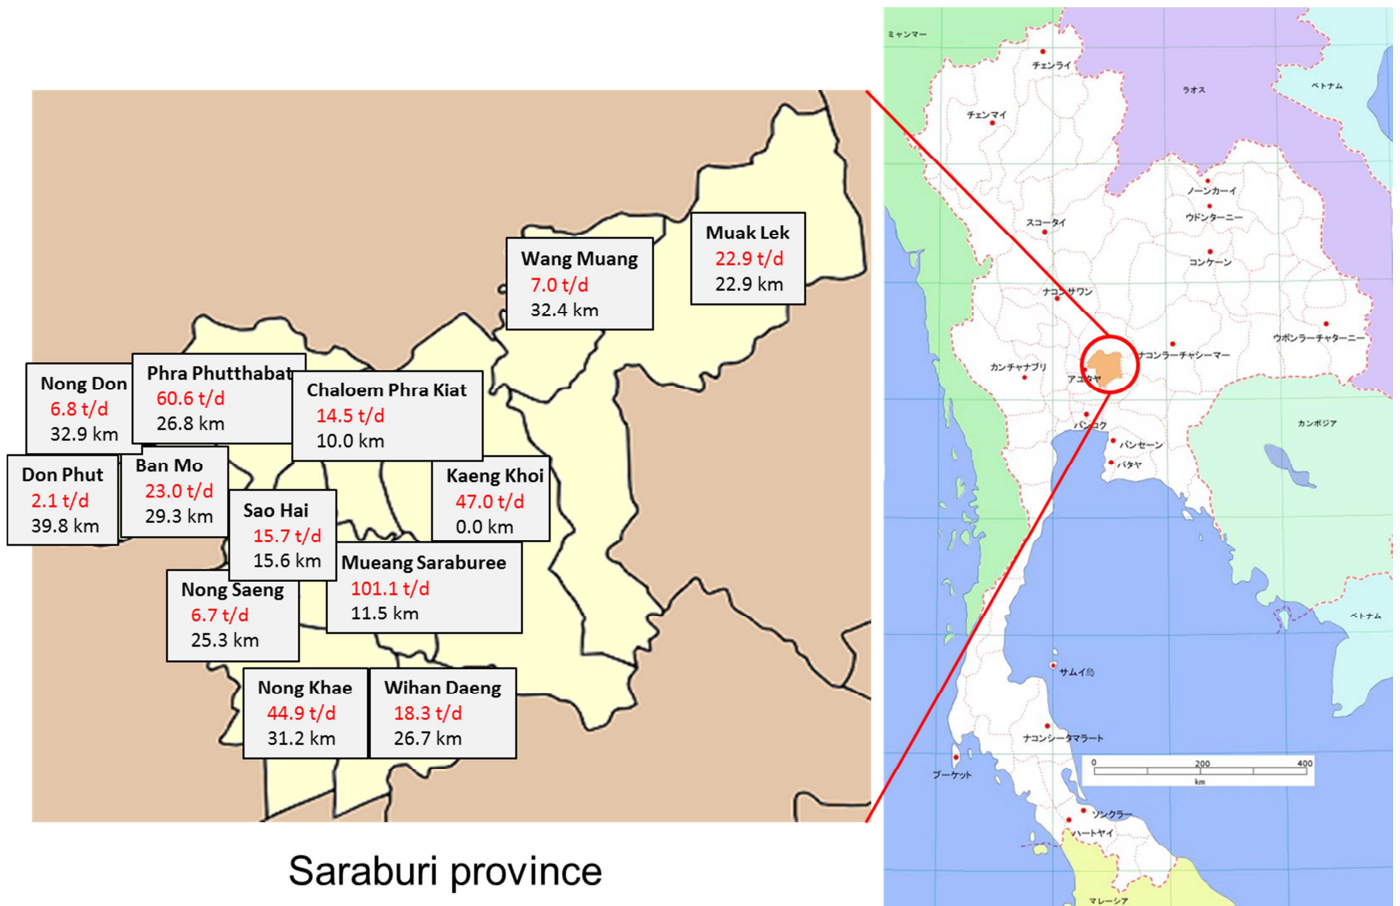 Muak Lek
22.9 t/d
22.9 km
Wang Muang
7.0 t/d
32.4 km
Phra Phutthabat
60.6 t/d
26.8 km
Nong Don
6.8 t/d
32.9 km
Chaloem Phra Kiat
14.5 t/d
10.0 km
Don Phut
2.1 t/d
39.8 km
Ban Mo
23.0 t/d
29.3 km
Kaeng Khoi
47.0 t/d
0.0 km
Sao Hai
15.7 t/d
15.6 km
Mueang Saraburee
101.1 t/d
11.5 km
Nong Saeng
6.7 t/d
25.3 km
Nong Khae
44.9 t/d
31.2 km
Wihan Daeng
18.3 t/d
26.7 km
Saraburi province
ミャンマー
チェンライ
ラオス
ベトナム
チェンマイ
ノーンカーイ
ウドンターニー
スコータイ
コンケーン
ナコンサワン
ウボンラーチャターニー
ナコンラーチャシーマー
カンチャナブリ
アユタヤ
バンコク
カンボジア
バンセーン
パタヤ
ベトナム
サムイ島
ナコンシータマラート
プーケット
0 200 400
km
ソンクラー
ハートヤイ
マレーシア